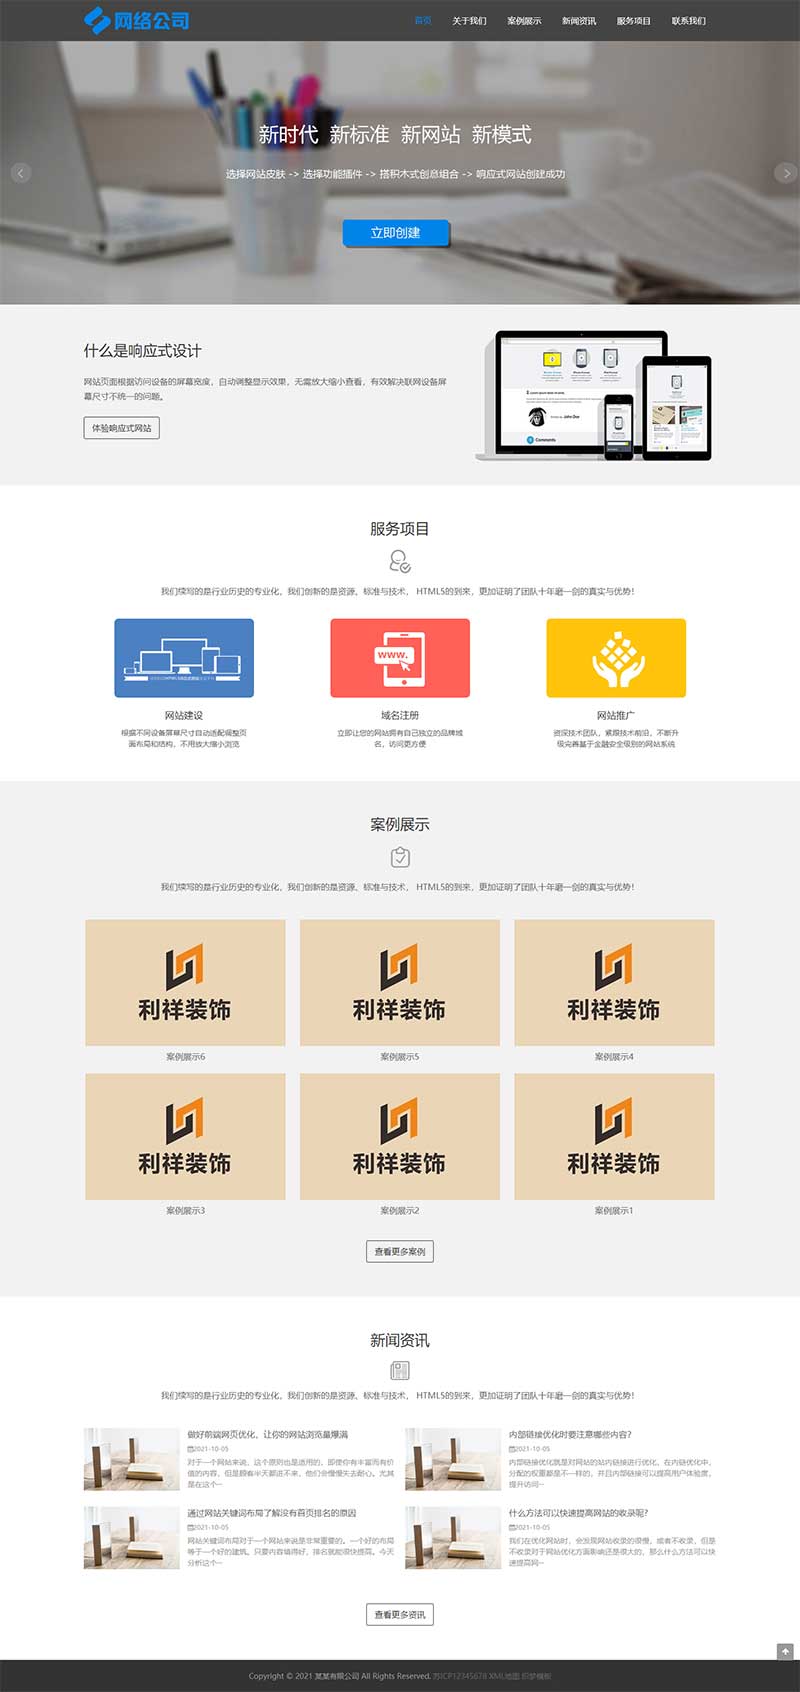 网络公司
首页 关于我们 案例展示 新闻资讯 服务项目 联系我们
新时代 新标准 新网站 新模式
选择网站皮肤 -> 选择功能插件 -> 搭积木式创意组合 -> 响应式网站创建成功
立即创建
什么是响应式设计
网站页面根据访问设备的屏幕宽度，自动调整显示效果，无需放大缩小查看，有效解决联网设备屏
幕尺寸不统一的问题。
体验响应式网站
Comments
服务项目
我们续写的是行业历史的专业化，我们创新的是资源、标准与技术， HTML5的到来，更加证明了团队十年磨一剑的真实与优势！
www.
网站建设
根据不同设备屏幕尺寸自动适配调整页
面布局和结构，不用放大缩小浏览
域名注册
立即让您的网站拥有自己独立的品牌域
名，访问更方便
网站推广
资深技术团队，紧跟技术前沿，不断升
级完善基于金融安全级别的网站系统
案例展示
我们续写的是行业历史的专业化，我们创新的是资源、标准与技术， HTML5的到来，更加证明了团队十年磨一剑的真实与优势！
利祥装饰 利祥装饰 利祥装饰
案例展示6 案例展示5 案例展示4
利祥装饰 利祥装饰 利祥装饰
案例展示3 案例展示2 案例展示1
查看更多案例
新闻资讯
我们续写的是行业历史的专业化，我们创新的是资源、标准与技术， HTML5的到来，更加证明了团队十年磨一剑的真实与优势！
做好前端网页优化，让你的网站浏览量爆满
2021-10-05
对于一个网站来说，这个原则也是适用的，即使你有丰富而有价
值的内容，但是顾客半天都进不来，他们会慢慢失去耐心。尤其
是在这个···
内部链接优化时要注意哪些内容？
2021-10-05
内部链接优化就是对网站的站内链接进行优化，在内链优化中，
分配的权重都是不一样的，并且内部链接可以提高用户体验度，
提升访问···
通过网站关键词布局了解没有首页排名的原因
2021-10-05
网站关键词布局对于一个网站来说是非常重要的。一个好的布局
等于一个好的建筑。只要内容填得好，排名就能很快提高。今天
分析这个···
什么方法可以快速提高网站的收录呢？
2021-10-05
我们在优化网站时，会发现网站收录的很慢，或者不收录，但是
不收录对于网站优化方面影响还是很大的，那么什么方法可以快
速提高网···
查看更多资讯
Copyright © 2021 某某有限公司 All Rights Reserved. 苏ICP12345678 XML地图 织梦模板